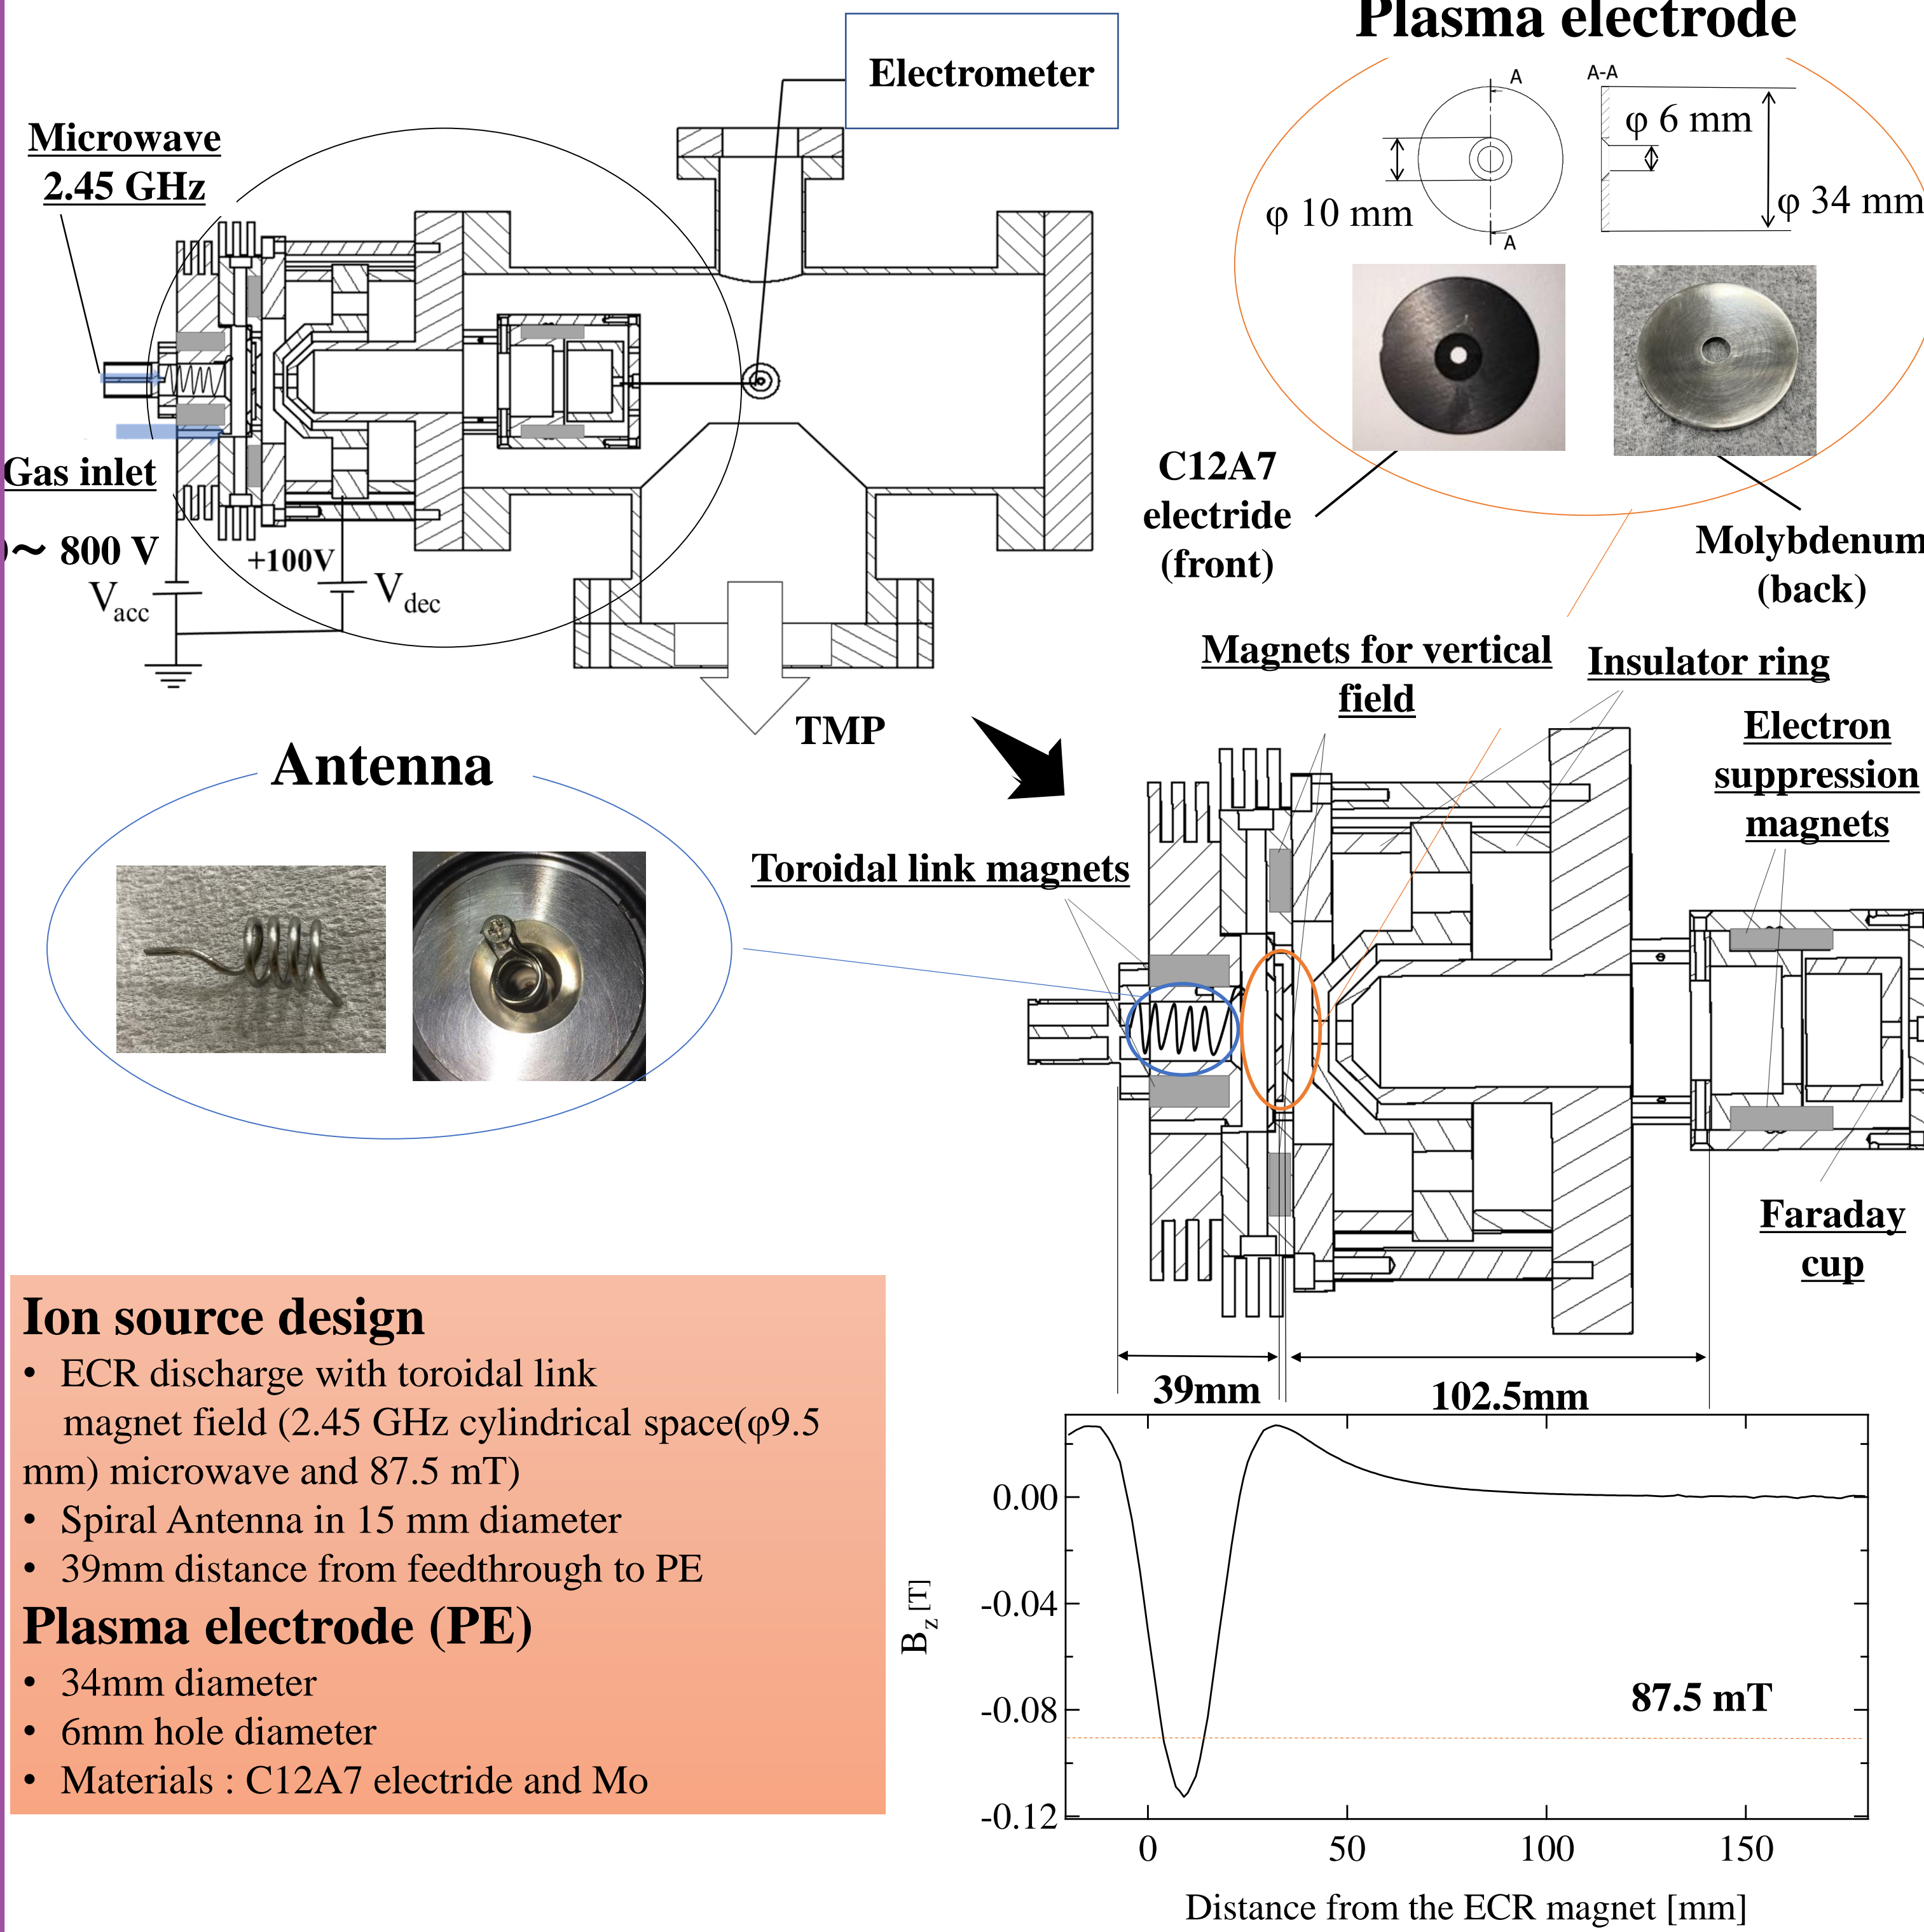 Plasma electrode
Electrometer
Microwave
2.45 GHz
Gas inlet
～ 800 V
Vacc
+100V
Vdec
TMP
A
A
A-A
φ 6 mm
φ 10 mm
φ 34 mm
C12A7
electride
(front)
Molybdenum
(back)
Antenna
Magnets for vertical
field
Insulator ring
Electron
suppression
magnets
Toroidal link magnets
Faraday
cup
39mm
102.5mm
Ion source design
• ECR discharge with toroidal link
magnet field (2.45 GHz cylindrical space(φ9.5
mm) microwave and 87.5 mT)
• Spiral Antenna in 15 mm diameter
• 39mm distance from feedthrough to PE
Plasma electrode (PE)
• 34mm diameter
• 6mm hole diameter
• Materials : C12A7 electride and Mo
Bz [T]
0.00
-0.04
-0.08
-0.12
87.5 mT
0
50
100
150
Distance from the ECR magnet [mm]